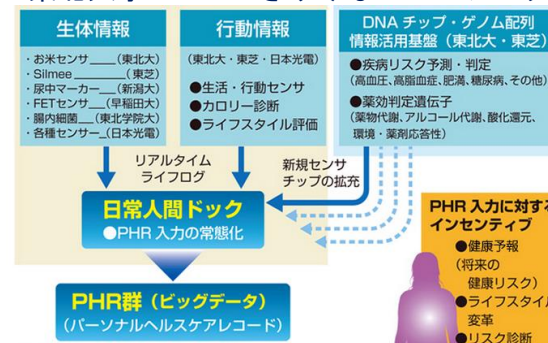 生体情報
・お米センサ___(東北大)
・Silmee______(東芝)
・尿中マーカー__(新潟大)
・FETセンサ__(早稲田大)
・腸内細菌__(東北学院大)
・各種センサー_(日本光電)
行動情報
(東北大・東芝・日本光電)
●生活・行動センサ
●カロリー診断
●ライフスタイル評価
DNA チップ・ゲノム配列
情報活用基盤(東北大・東芝)
●疾病リスク予測・判定
(高血圧、高脂血症、肥満、糖尿病、その他)
●薬効判定遺伝子
(薬物代謝、アルコール代謝、酸化還元、
環境・薬剤応答性)
リアルタイム
ライフログ
新規センサ
チップの拡充
日常人間ドック
●PHR 入力の常態化
PHR群(ビッグデータ)
(パーソナルヘルスケアレコード)
PHR 入力に対する
インセンティブ
●健康予報
(将来の
健康リスク)
●ライフスタイル
変革
●リスク診断